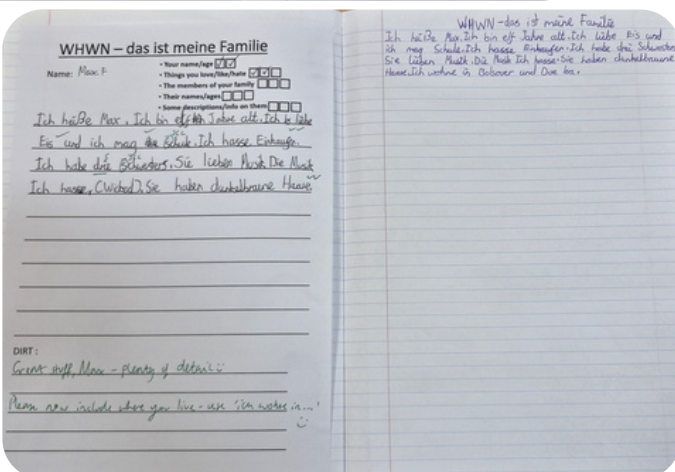 WHWN – das ist meine Familie
Name: Max. F
• Your name/age
• Things you love/like/hate
• The members of your family
• Their names/ages
• Some descriptions/info on them
Ich heiße Max. Ich bin elf Jahre alt. Ich liebe
Eis und ich mag Schule. Ich hasse Einkaufe.
Ich habe drie Schwesters. Sie lieben Musik Die Musik
Ich hasse, (Wicked). Sie haben dunkelbraune Haare
DIRT :
Great stuff, Max – plenty of detail
Please now include where you live – use 'ich wohne in...'
WHWN - das ist meine Familie
Ich heiße Max. Ich bin elf Jahre alt. Ich liebe Eis und
ich mag Schule. Ich hasse Einkaufen. Ich habe drei Schwestern
Sie lieben Musik. Die Musik Ich hasse. Sie haben dunkelbraune
Haare. Ich wohne in Bolsover and